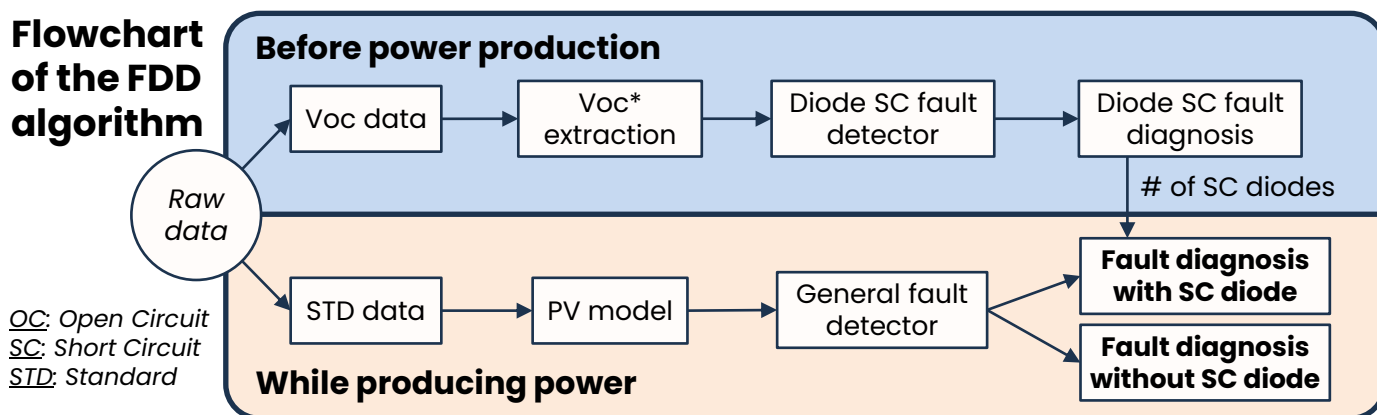 Flowchart
of the FDD
algorithm
Before power production
Voc data
Voc*
extraction
Diode SC fault
detector
Diode SC fault
diagnosis
# of SC diodes
Raw
data
STD data
PV model
General fault
detector
Fault diagnosis
with SC diode
Fault diagnosis
without SC diode
While producing power
OC: Open Circuit
SC: Short Circuit
STD: Standard